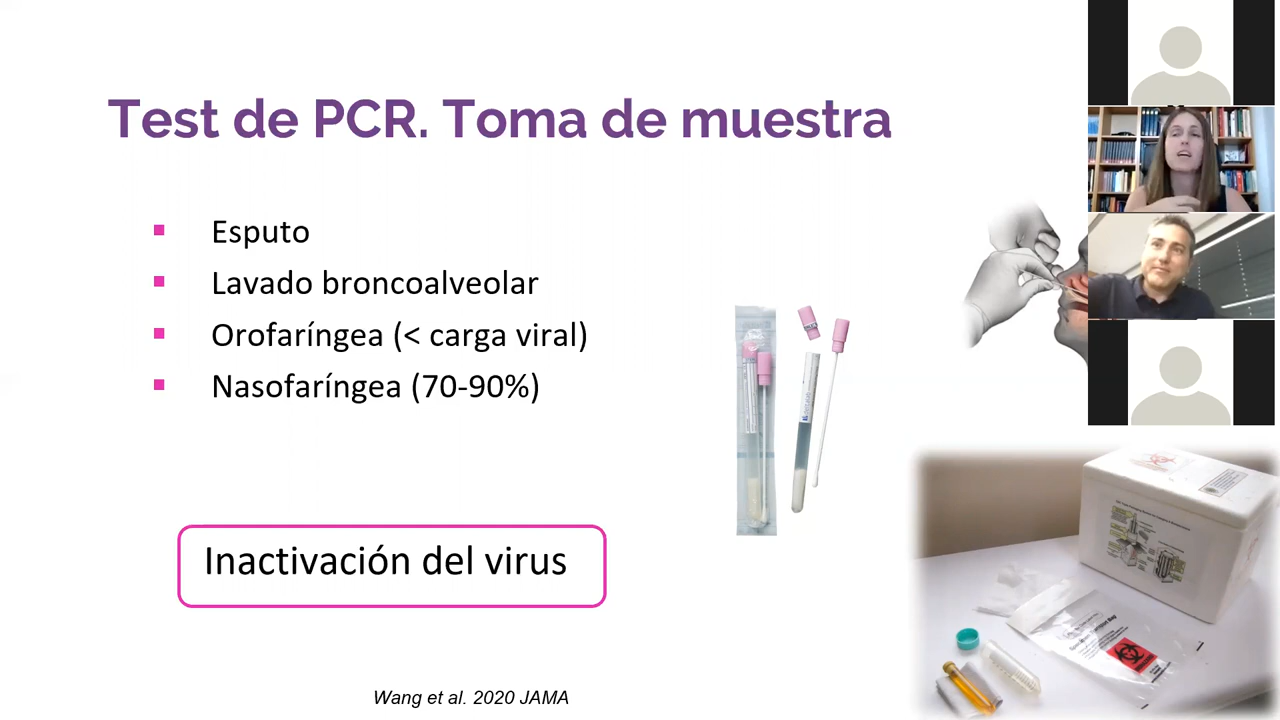 Test de PCR. Toma de muestra
Esputo
Lavado broncoalveolar
Orofaríngea (< carga viral)
Nasofaríngea (70-90%)
Inactivación del virus
Wang et al. 2020 JAMA